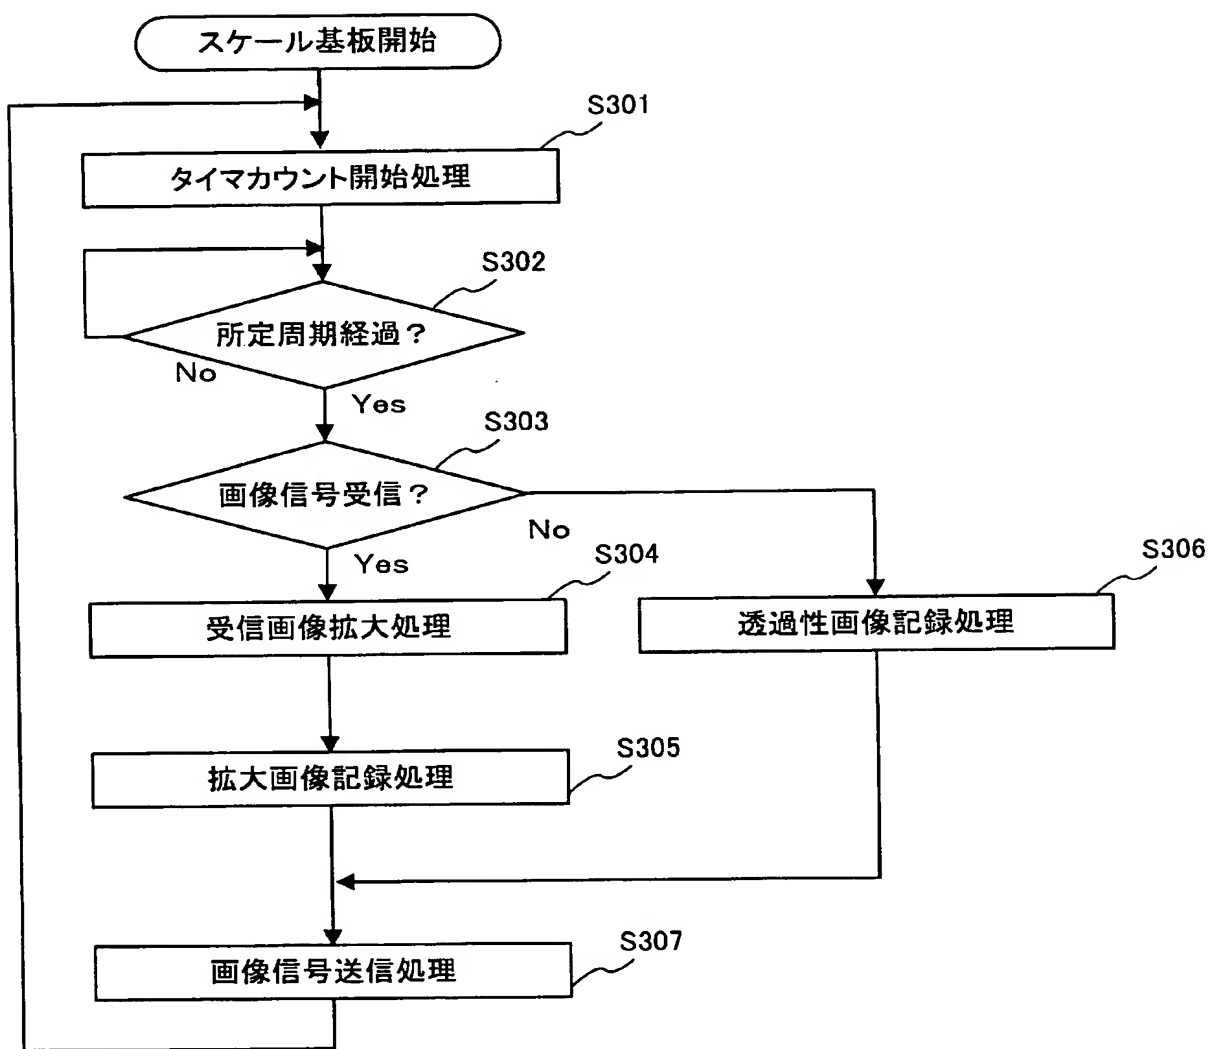 スケール基板開始
S301
タイマカウント開始処理
S302
所定周期経過？
No
Yes
S303
画像信号受信？
No
Yes
S304
受信画像拡大処理
S306
透過性画像記録処理
S305
拡大画像記録処理
S307
画像信号送信処理